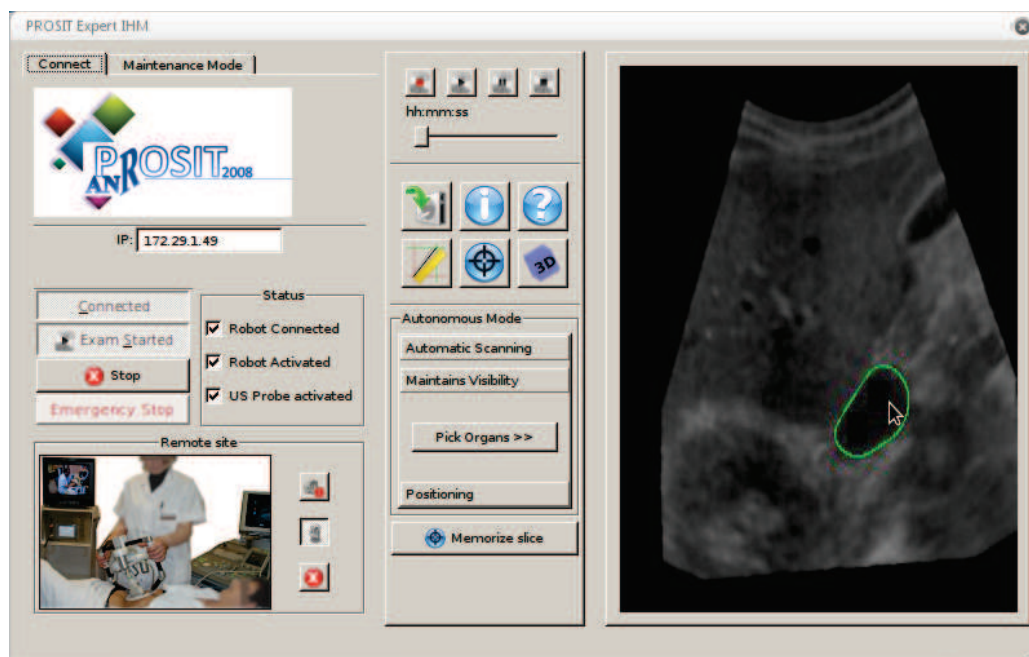 PROSIT Expert IHM
Connect
Maintenance Mode
PROSIT 2008
ANR
IP: 172.29.1.49
Connected
Exam Started
Stop
Emergency Stop
Status
Robot Connected
Robot Activated
US Probe activated
Remote site
hh:mm:ss
3D
Autonomous Mode
Automatic Scanning
Maintains Visibility
Pick Organs >>
Positioning
Memorize slice